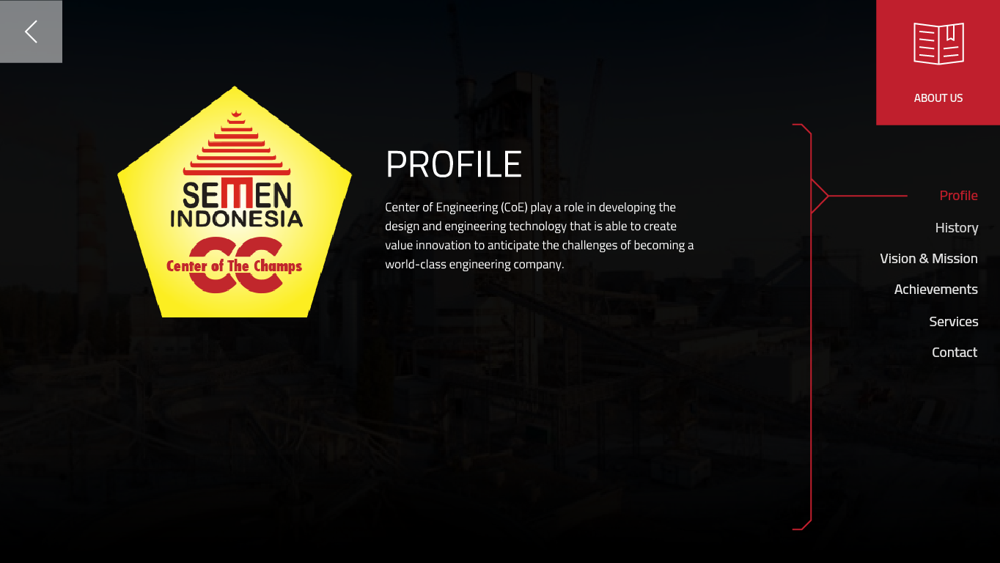 ABOUT US
SEMEN
INDONESIA
CC
Center of The Champs
PROFILE
Center of Engineering (CoE) play a role in developing the
design and engineering technology that is able to create
value innovation to anticipate the challenges of becoming a
world-class engineering company.
Profile
History
Vision & Mission
Achievements
Services
Contact